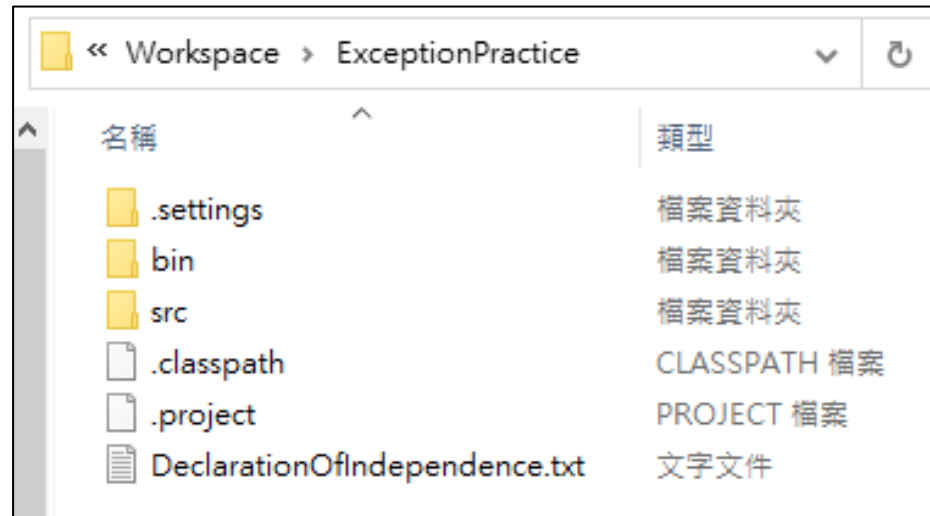 « Workspace > ExceptionPractice
名稱 類型
.settings 檔案資料夾
bin 檔案資料夾
src 檔案資料夾
.classpath CLASSPATH 檔案
.project PROJECT 檔案
DeclarationOfIndependence.txt 文字文件